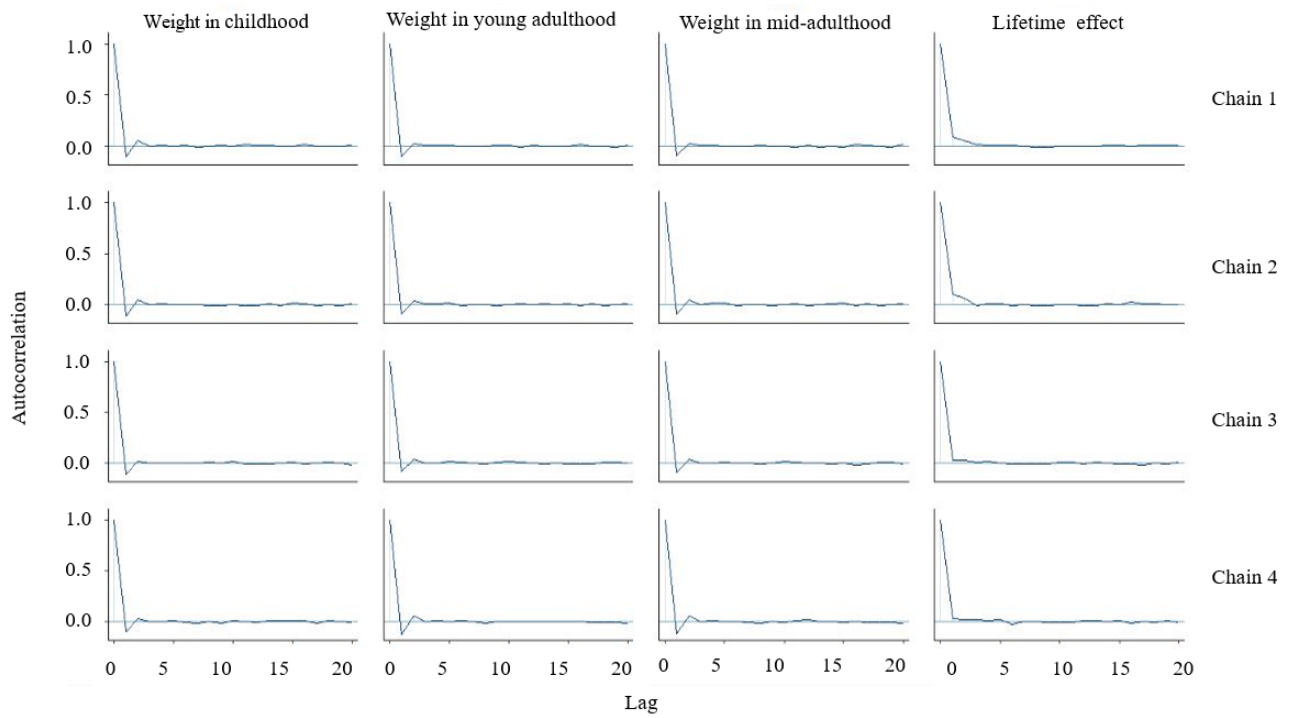 Weight in childhood Weight in young adulthood Weight in mid-adulthood Lifetime effect
1.0
0.5
0.0
Chain 1
1.0
0.5
0.0
Chain 2
Autocorrelation
1.0
0.5
0.0
Chain 3
1.0
0.5
0.0
Chain 4
0 5 10 15 20 0 5 10 15 20 0 5 10 15 20 0 5 10 15 20
Lag